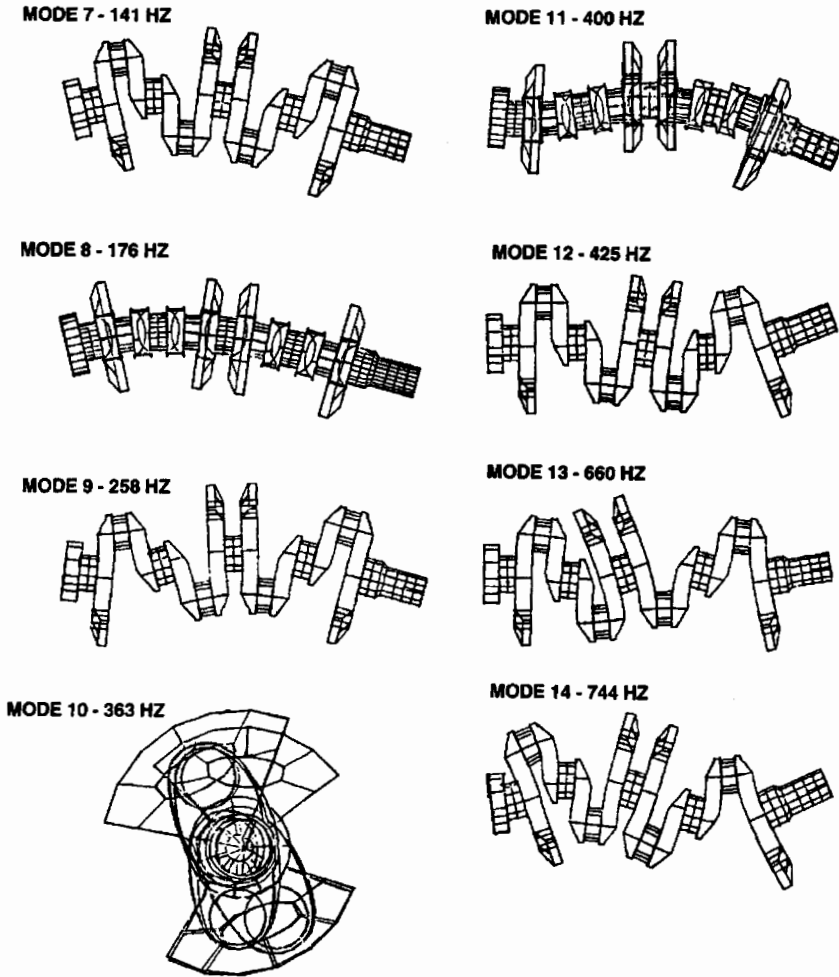 MODE 7 - 141 HZ
MODE 8 - 176 HZ
MODE 9 - 258 HZ
MODE 10 - 363 HZ
MODE 11 - 400 HZ
MODE 12 - 425 HZ
MODE 13 - 660 HZ
MODE 14 - 744 HZ